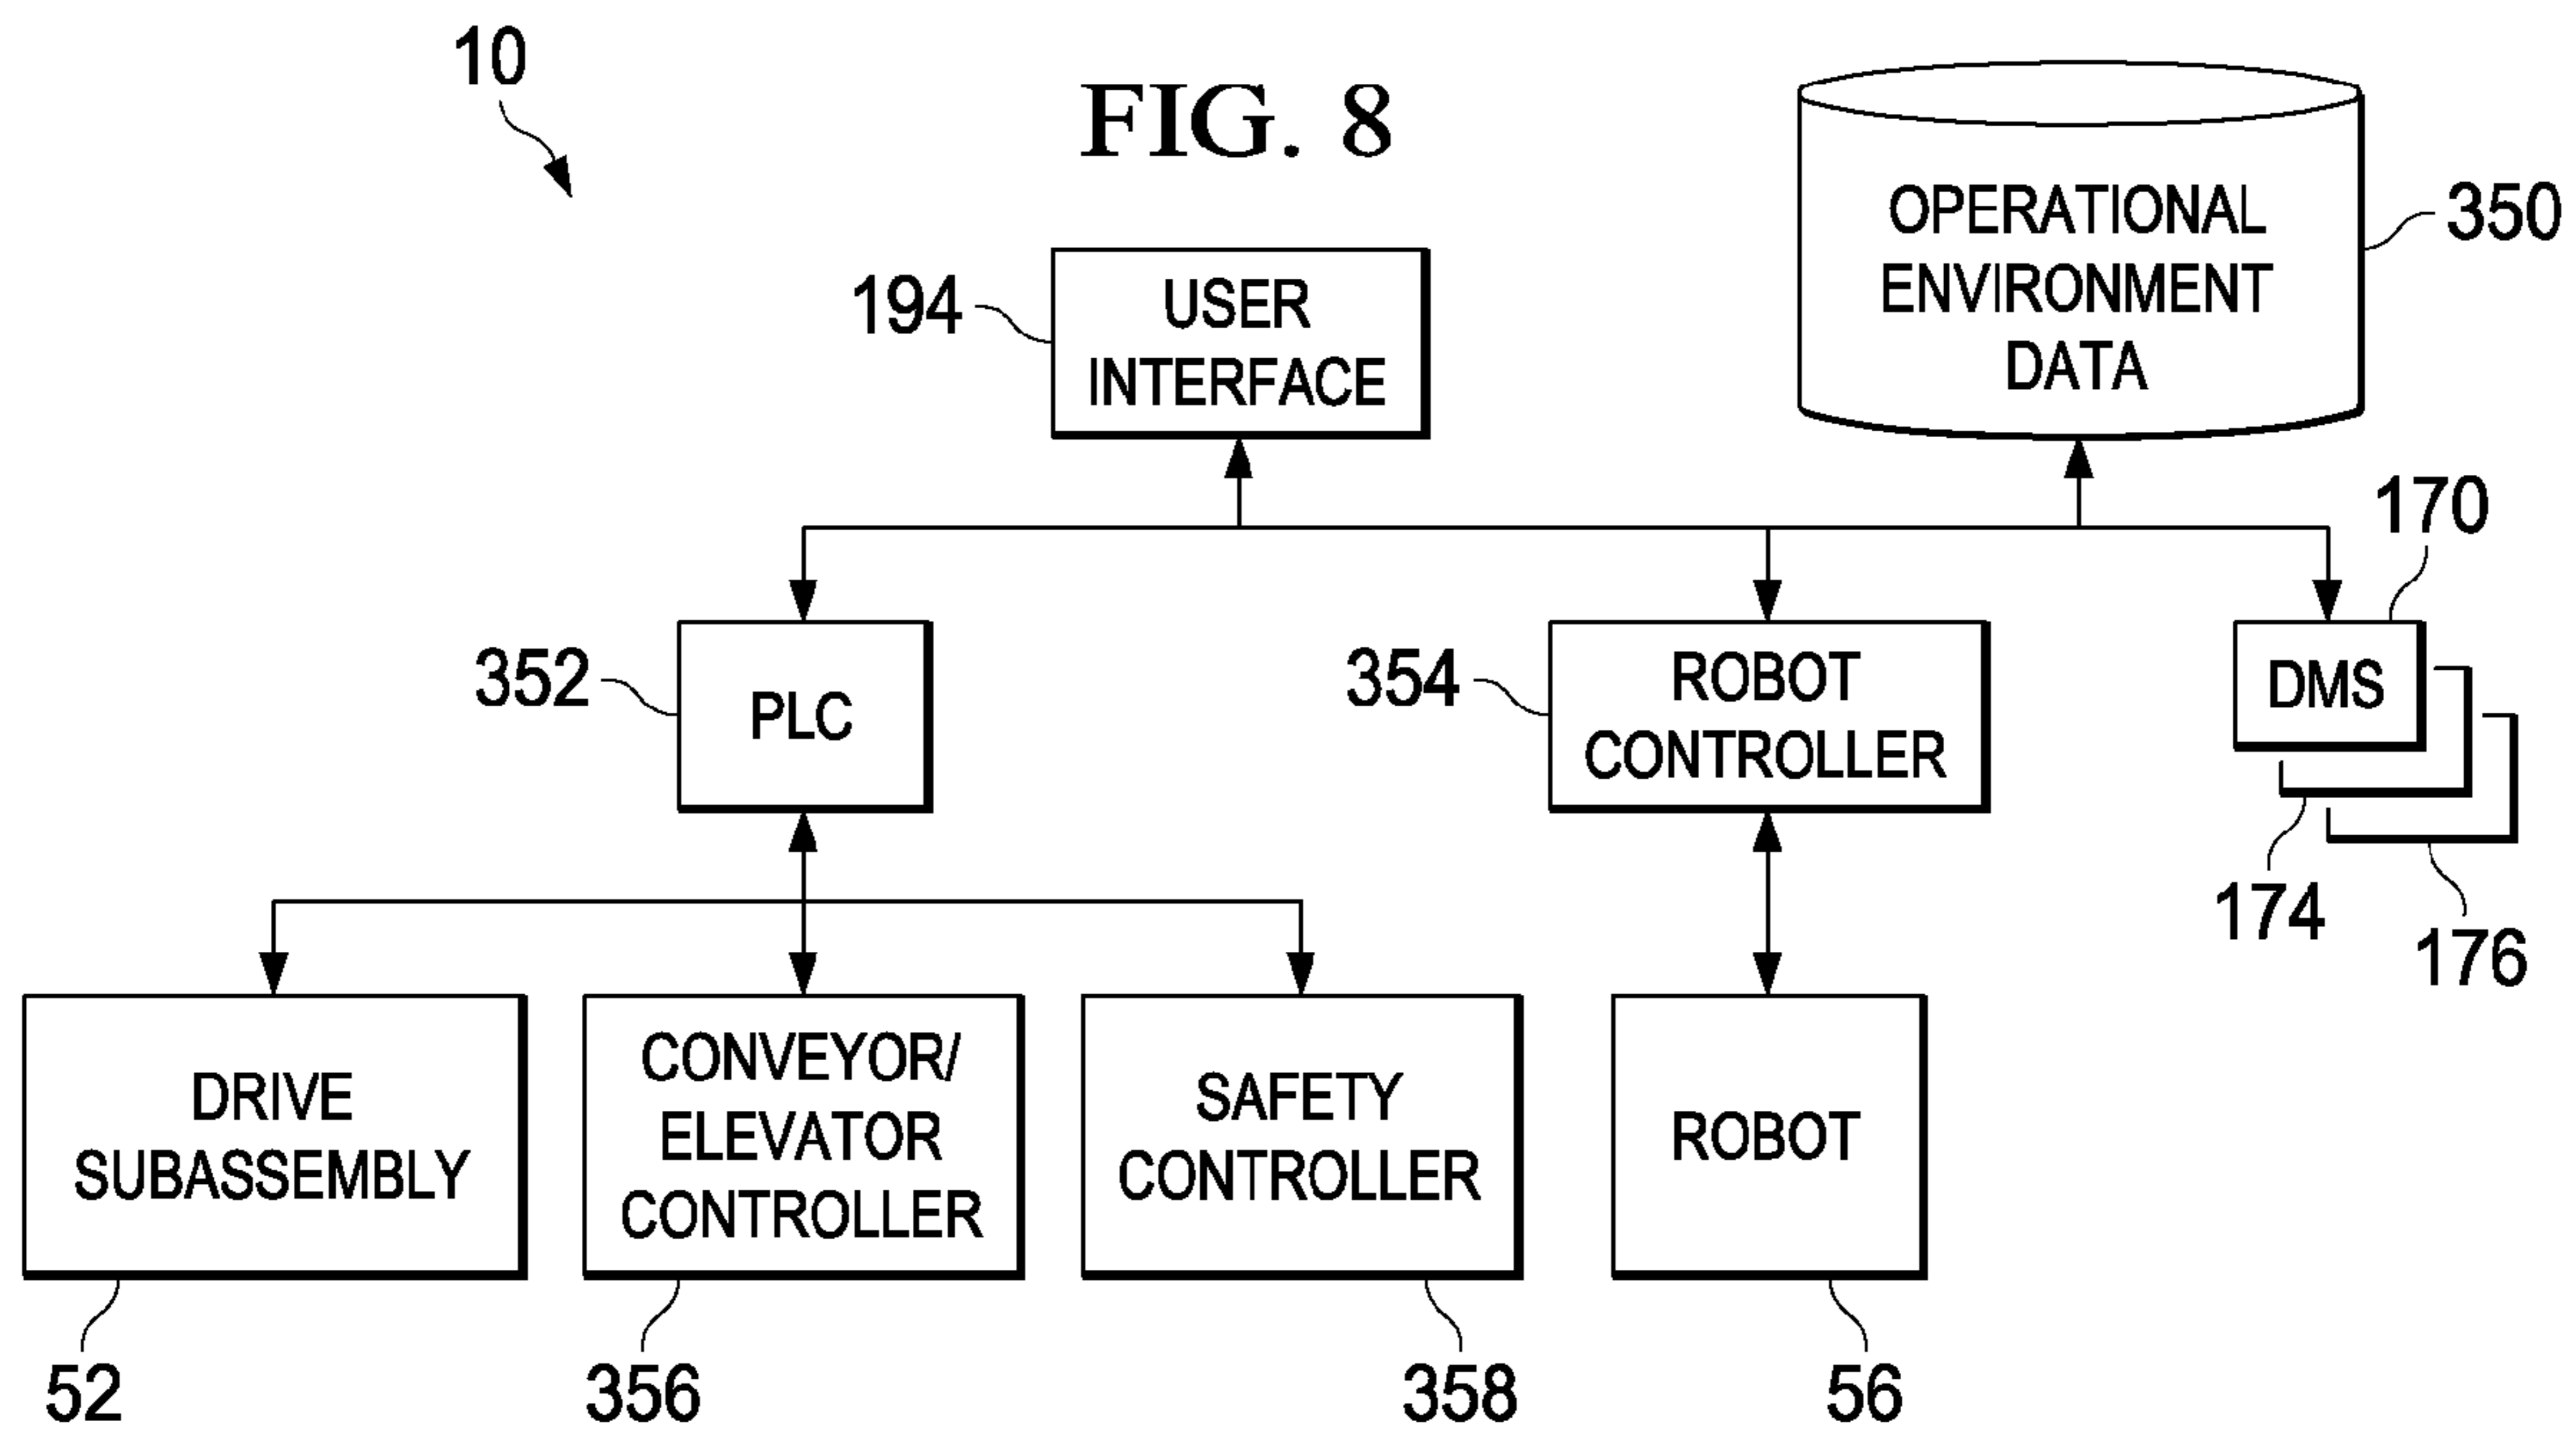 10
FIG. 8
OPERATIONAL
ENVIRONMENT
DATA
350
194
USER
INTERFACE
170
352
PLC
354
ROBOT
CONTROLLER
DMS
174
176
DRIVE
SUBASSEMBLY
CONVEYOR/
ELEVATOR
CONTROLLER
SAFETY
CONTROLLER
ROBOT
52
356
358
56